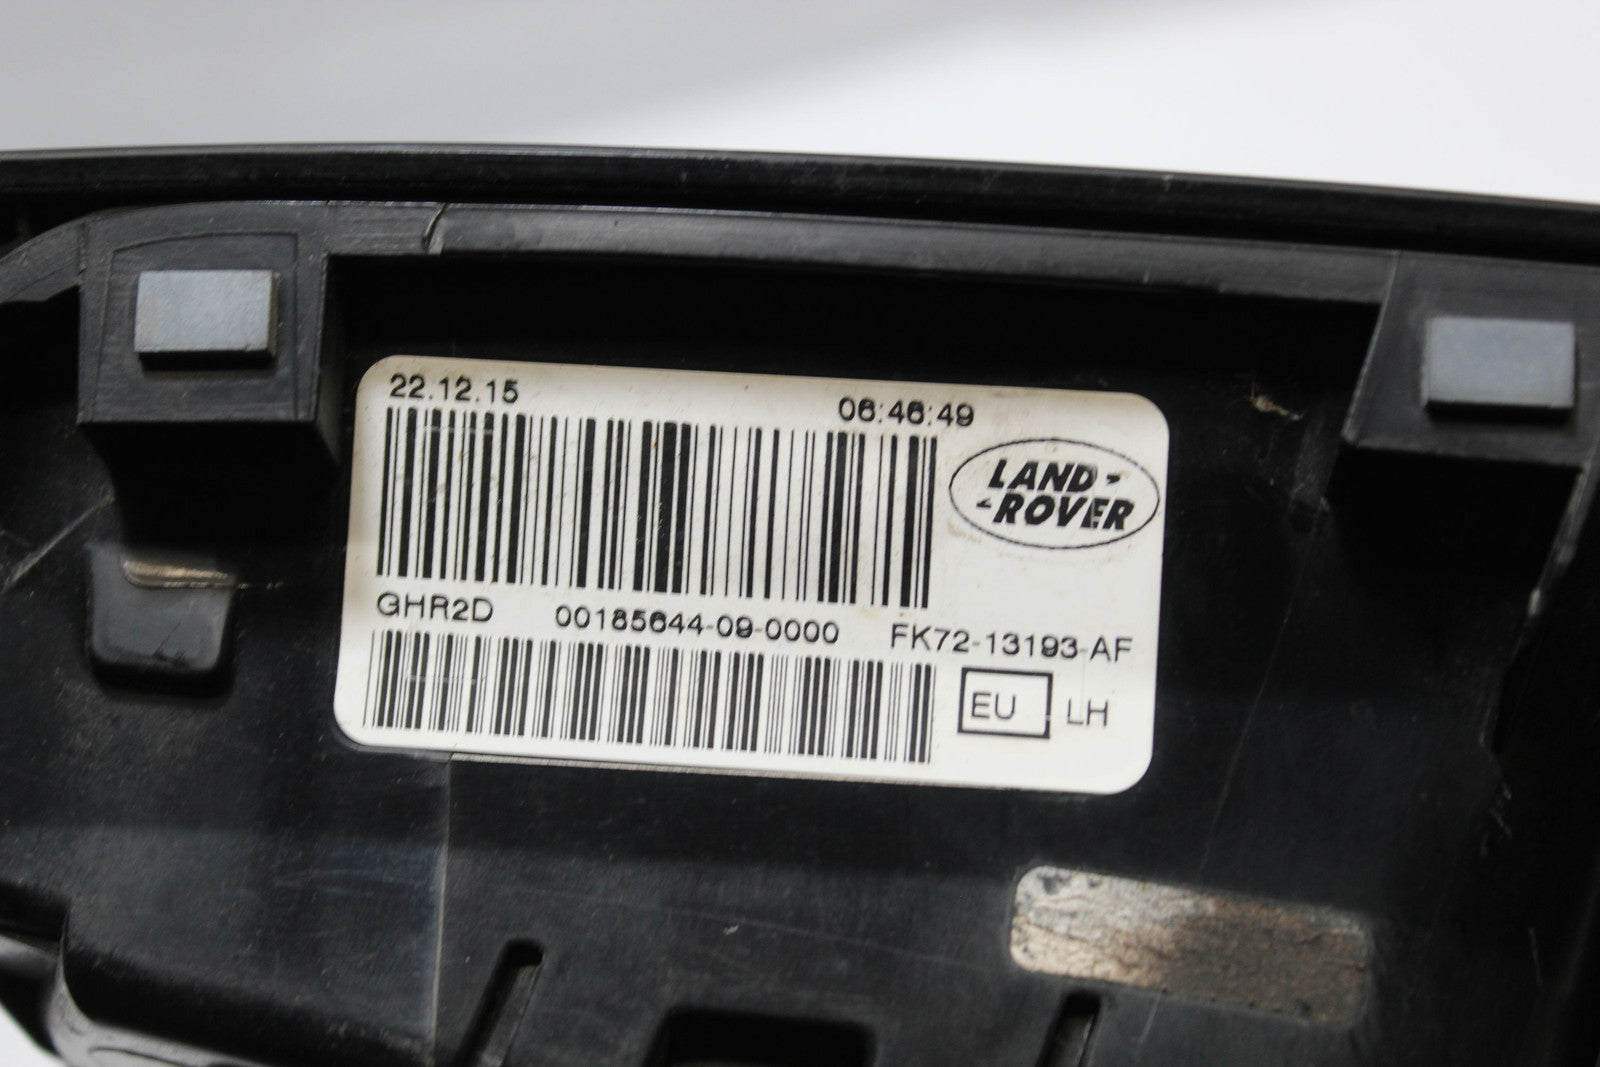 22.12.15 06:46:49
LAND-
-ROVER
GHR2D 00185644-09-0000 FK72-13193-AF
EU LH